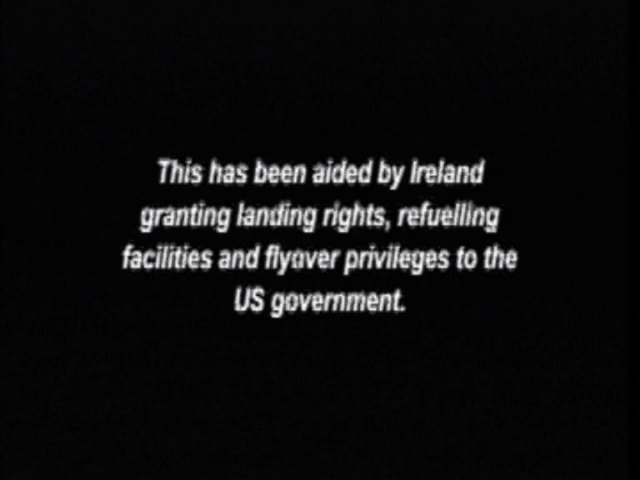 This has been aided by Ireland
granting landing rights, refuelling
facilities and flyover privileges to the
US government.